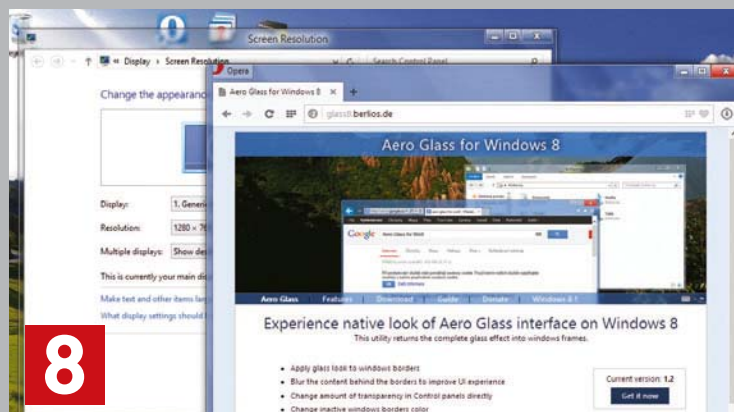 Screen Resolution
Display
Screen Resolution
Search Control Panel
Change the appearanc
Display:
1. Generic
Resolution:
1280 × 76
Multiple displays:
Show des
This is currently your main dis
Make text and other items lar
What display settings should I
Opera
Aero Glass for Windows 8
glass8.berlios.de
Aero Glass for Windows 8
Google
Aero Glass
Features
Download
Guide
Donate
Windows 8.1
Experience native look of Aero Glass interface on Windows 8
This utility returns the complete glass effect into windows frames.
Apply glass look to windows borders
Blur the content behind the borders to improve UI experience
Change amount of transparency in Control panels directly
Change inactive windows borders color
Current version: 1.2
Get it now
8